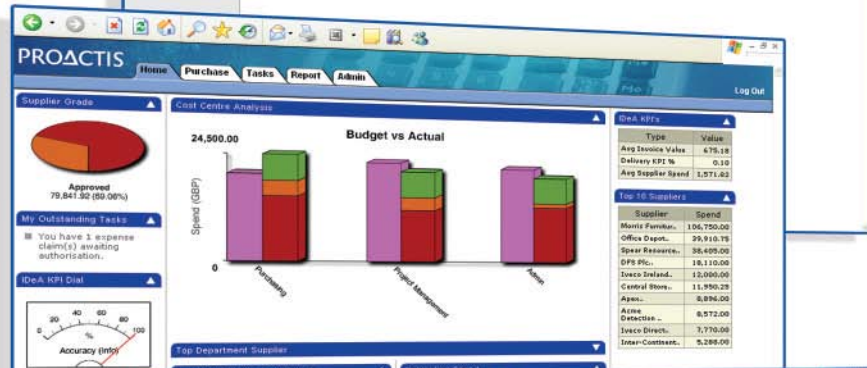 PROACTIS
Home
Purchase
Tasks
Report
Admin
Log Out
Supplier Grade
Approved
79,841.92 (69.06%)
My Outstanding Tasks
You have 1 expense
claim(s) awaiting
authorisation.
IDeA KPI Dial
0 20 40 60 80 100
%
Accuracy (info)
Cost Centre Analysis
Budget vs Actual
24,500.00
Spend (GBP)
0
Purchasing
Project Management
Admin
Top Department Supplier
IDeA KPI's
Type Value
Avg Invoice Value 675.18
Delivery KPI % 0.10
Avg Supplier Spend 1,571.82
Top 10 Suppliers
Supplier Spend
Morris Furnitur.. 106,750.00
Office Depot.. 39,910.75
Spear Resource.. 38,405.00
DFS Plc.. 18,110.00
Iveco Ireland.. 12,000.00
Central Store.. 11,950.25
Apex.. 8,896.00
Acme
Detection .. 8,572.00
Iveco Direct.. 7,770.00
Inter-Continent.. 5,288.00